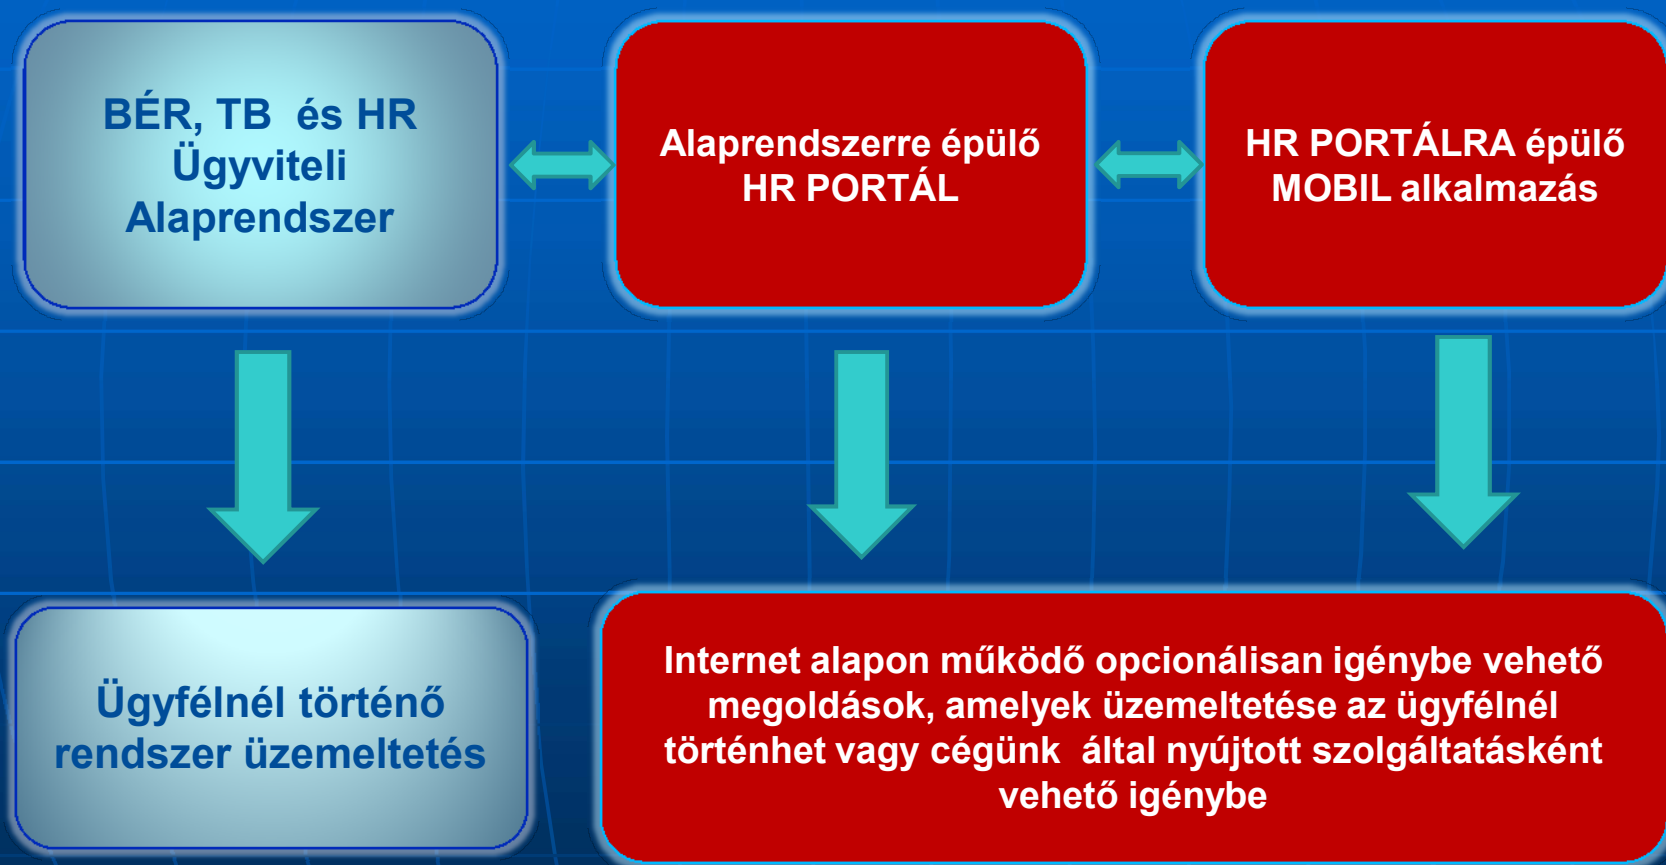 BÉR, TB  és HR
Ügyviteli
Alaprendszer
Alaprendszerre épülő
HR PORTÁL
HR PORTÁLRA épülő
MOBIL alkalmazás
Ügyfélnél történő
rendszer üzemeltetés
Internet alapon működő opcionálisan igénybe vehető
megoldások, amelyek üzemeltetése az ügyfélnél
történhet vagy cégünk  által nyújtott szolgáltatásként
vehető igénybe